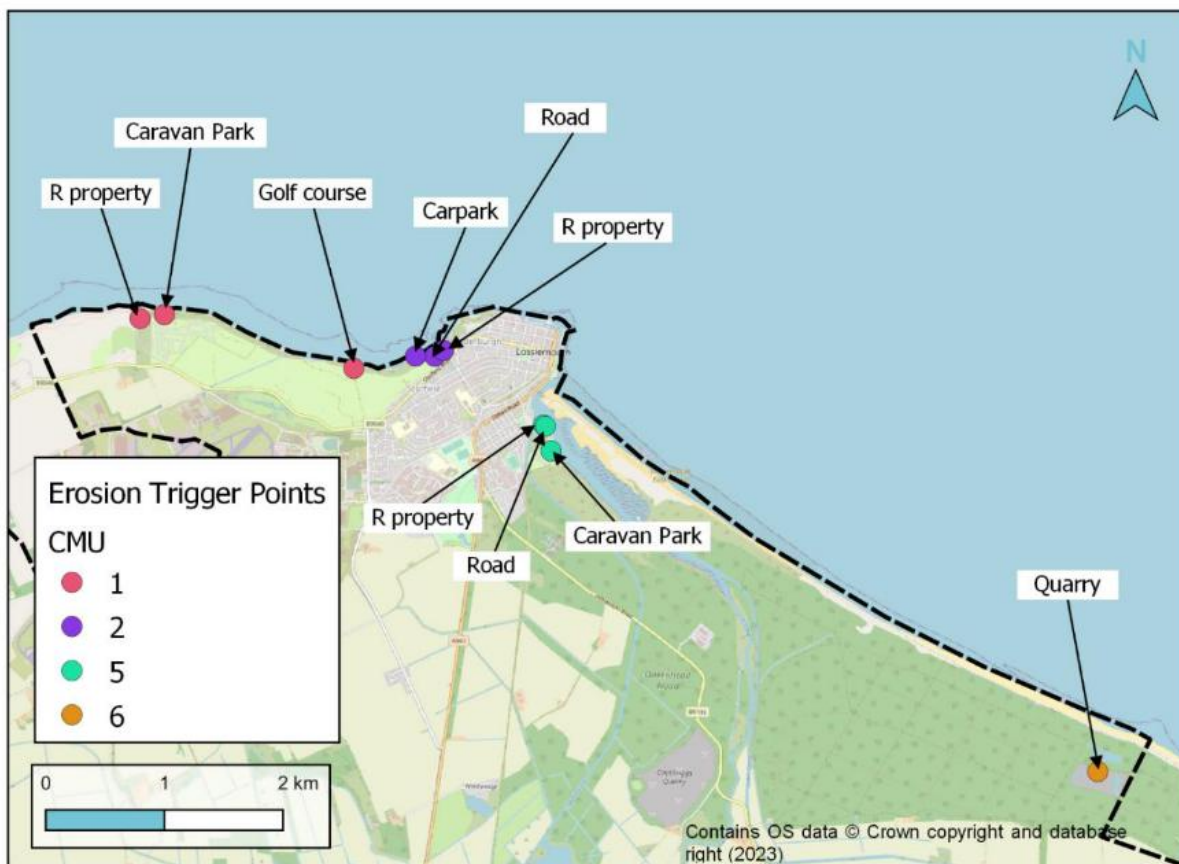 N
Road
Caravan Park
R property
Golf course
Carpark
R property
Lossiemouth
Erosion Trigger Points
CMU
1
2
5
6
R property
Road
Caravan Park
Quarry
0
1
2 km
Contains OS data © Crown copyright and database
right (2023)